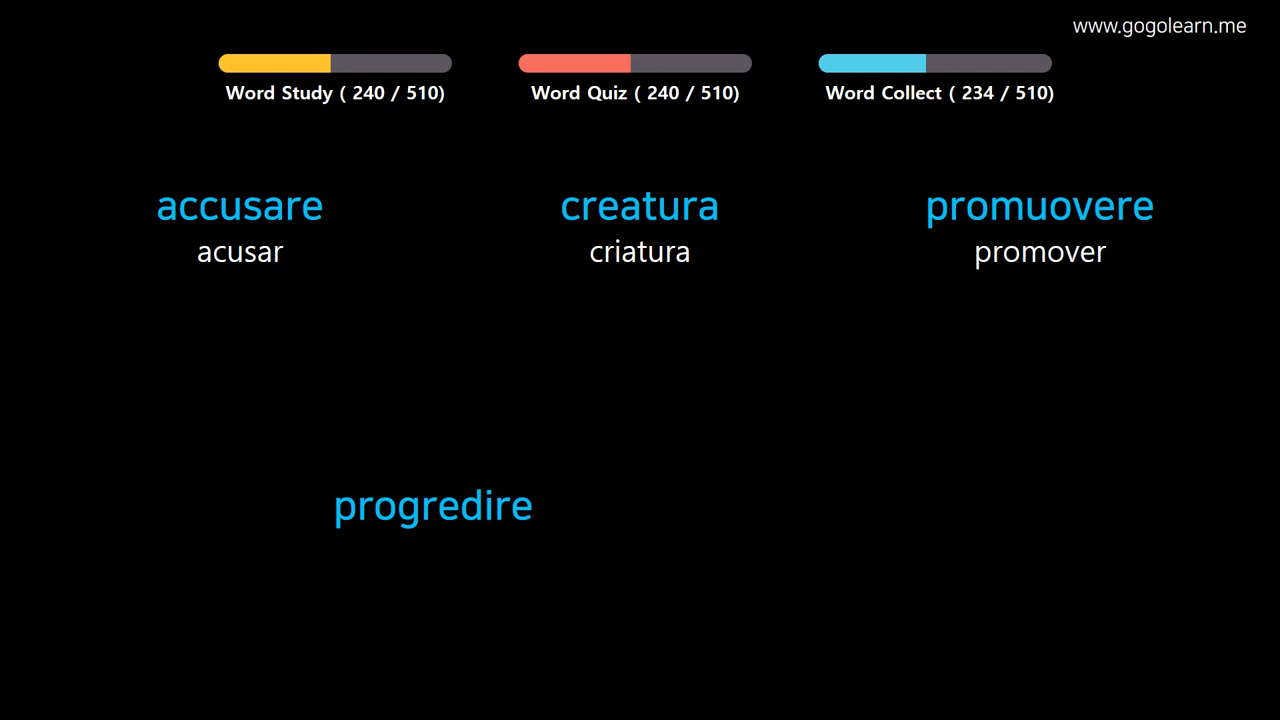 www.gogolearn.me
Word Study ( 240 / 510)
Word Quiz ( 240 / 510)
Word Collect ( 234 / 510)
accusare
acusar
creatura
criatura
promuovere
promover
progredire